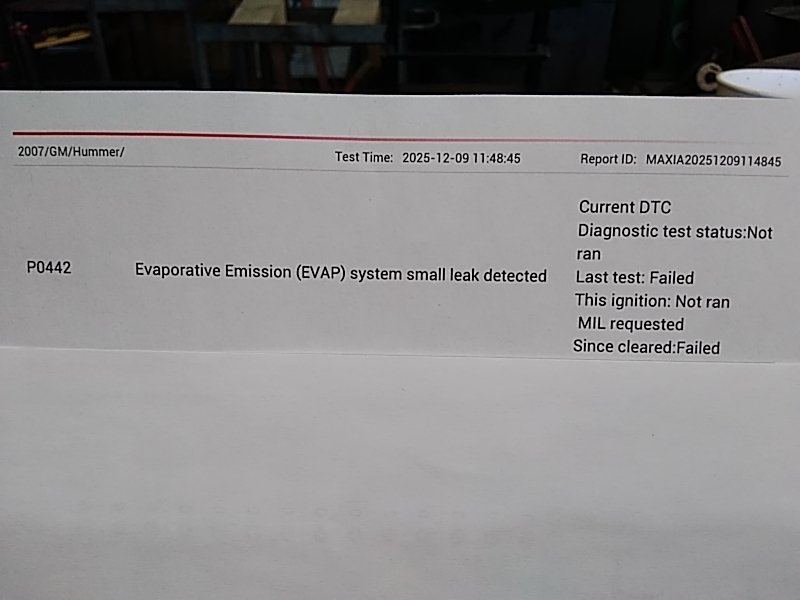 2007/GM/Hummer/ Test Time: 2025-12-09 11:48:45 Report ID: MAXIA20251209114845
Current DTC
Diagnostic test status:Not
ran
P0442 Evaporative Emission (EVAP) system small leak detected
Last test: Failed
This ignition: Not ran
MIL requested
Since cleared:Failed